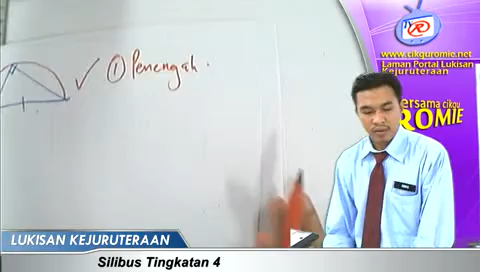 ① Penengah.
R
www.cikguromie.net
Laman Portal Lukisan
Kejuruteraan
bersama cikgu
ROMIE
LUKISAN KEJURUTERAAN
Silibus Tingkatan 4